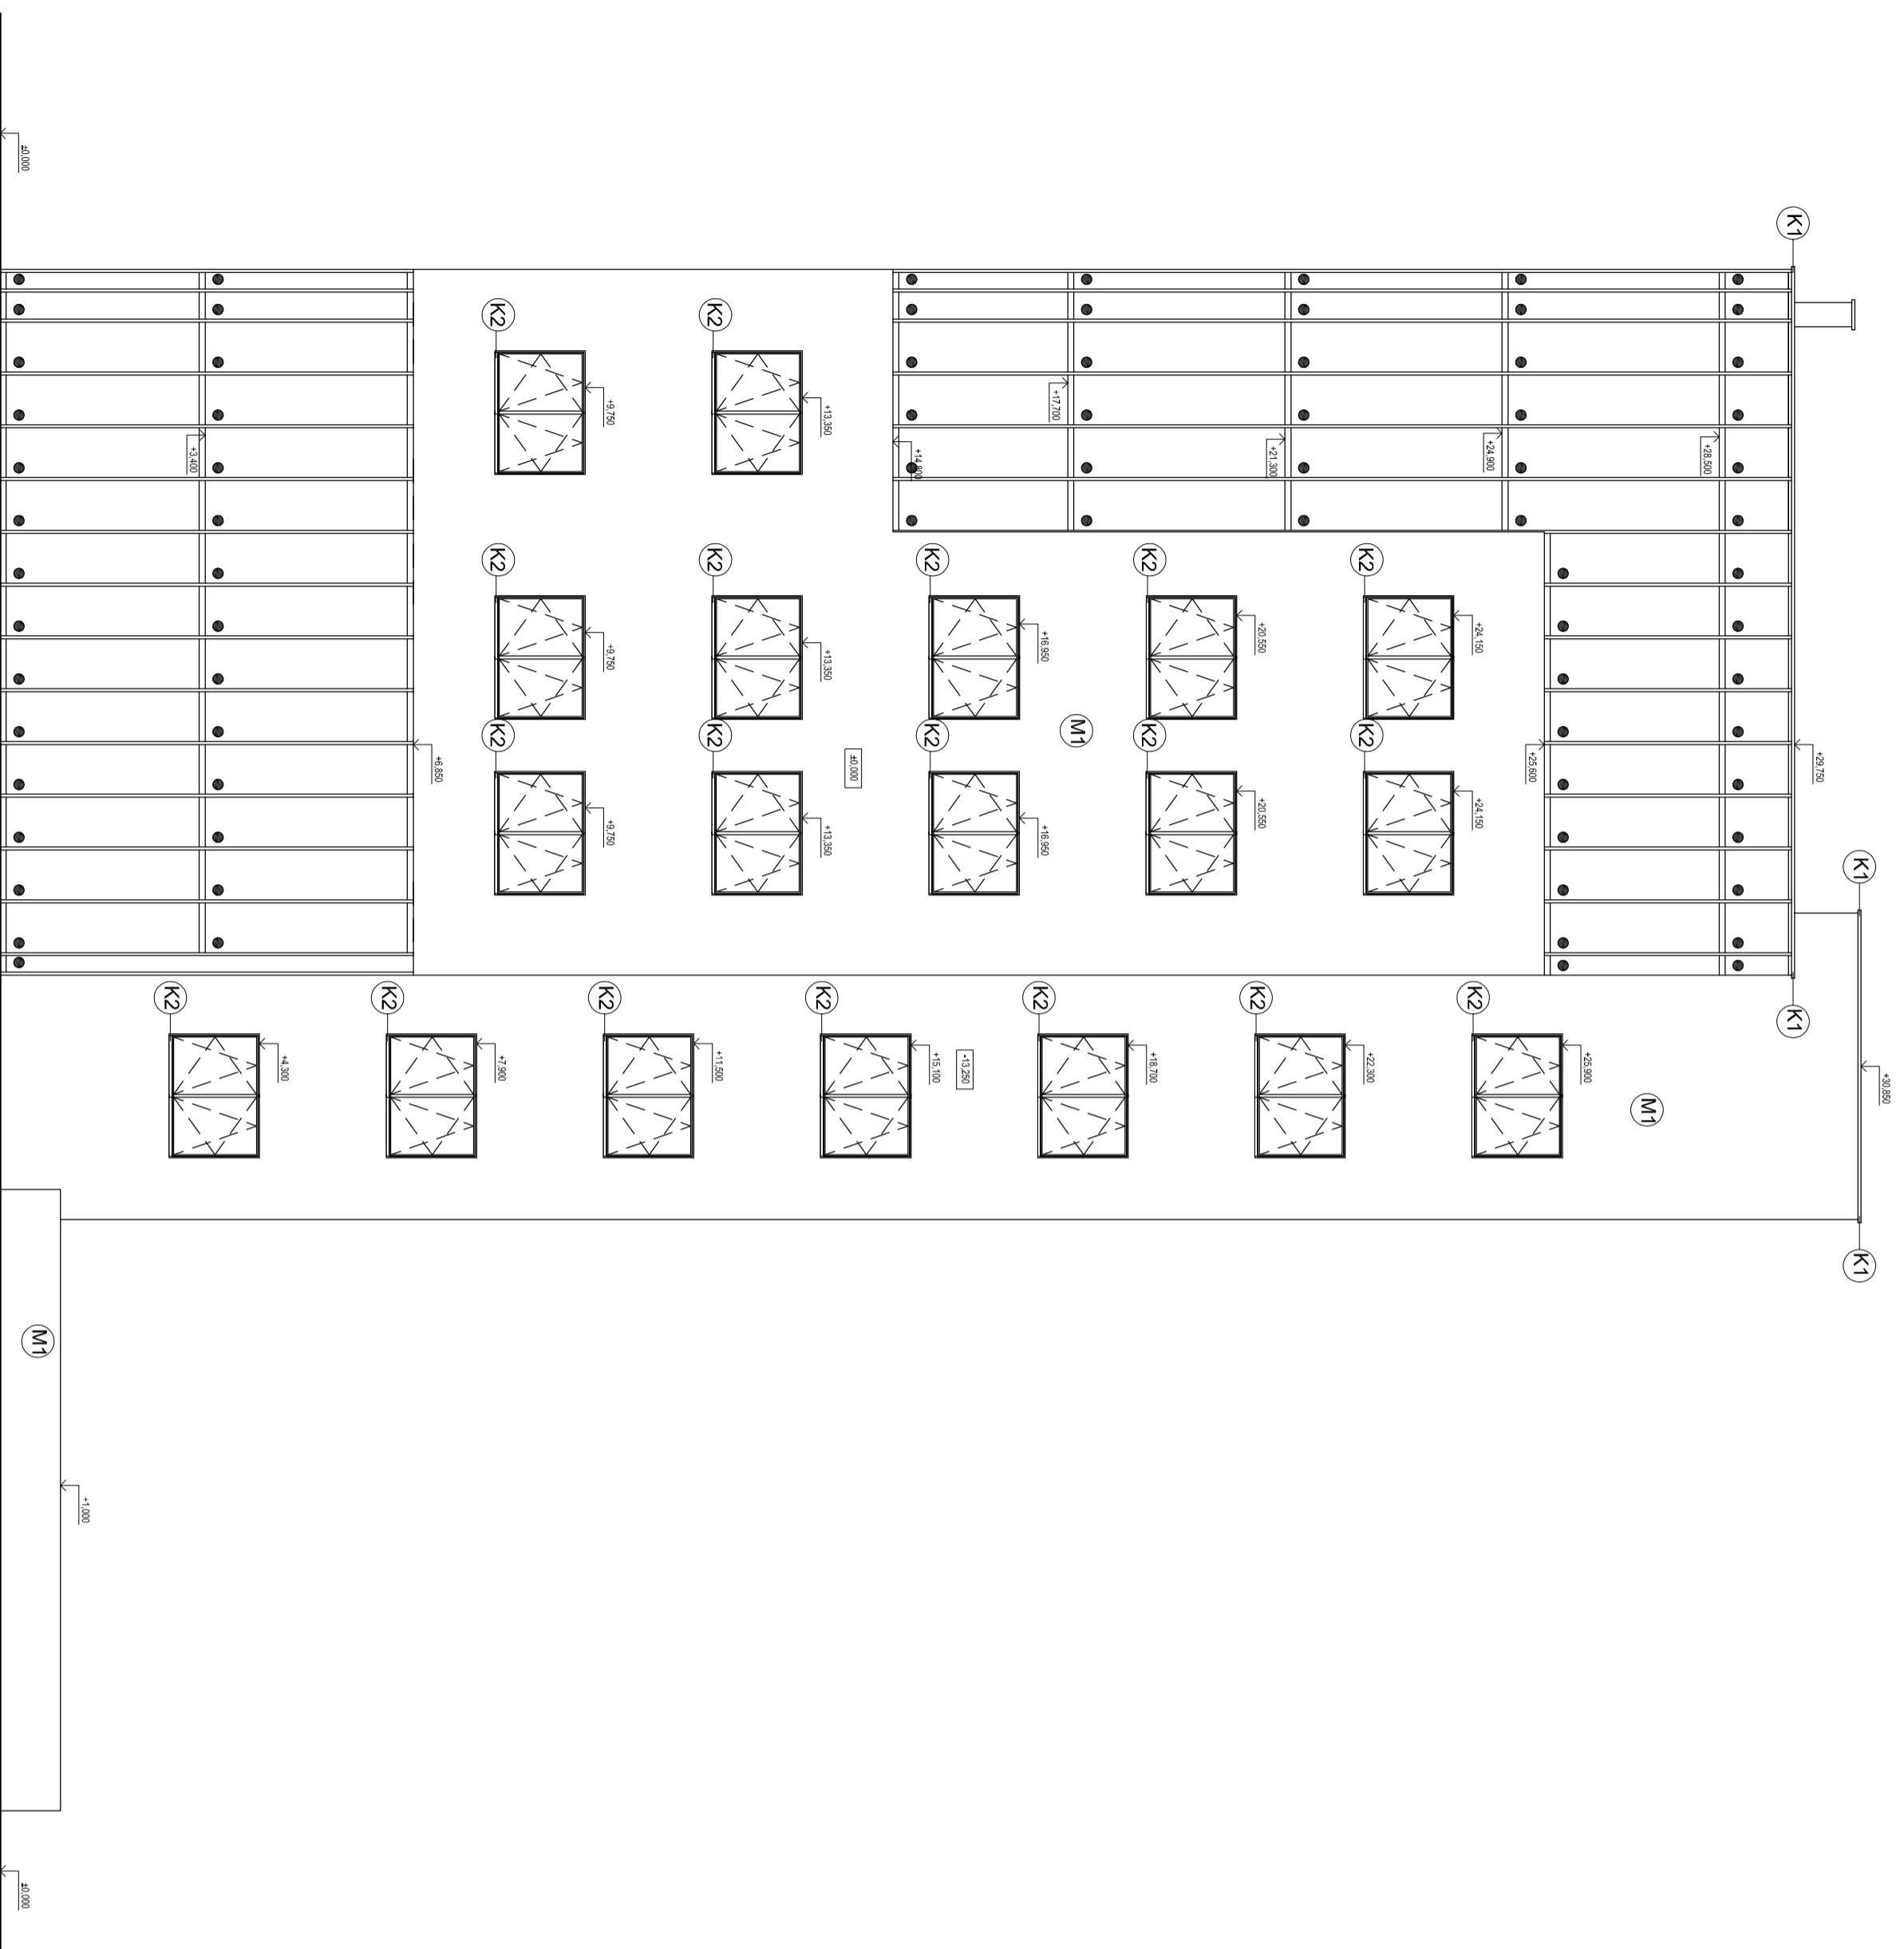 +30,850
K1
K1
+29,750
K1
K1
+28,500
M1
+25,900
+25,600
+24,900
+24,150
+24,150
K2
+22,300
K2
K2
+21,300
+20,550
+20,550
K2
+18,700
K2
K2
M1
+17,700
+16,950
+16,950
K2
-13,250
+15,100
K2
K2
+14,800
±0,000
+13,350
+13,350
+13,350
K2
+11,500
K2
K2
K2
+9,750
+9,750
+9,750
K2
+7,900
K2
K2
K2
+6,850
K2
+4,300
+3,400
K2
+1,000
M1
±0,000
±0,000